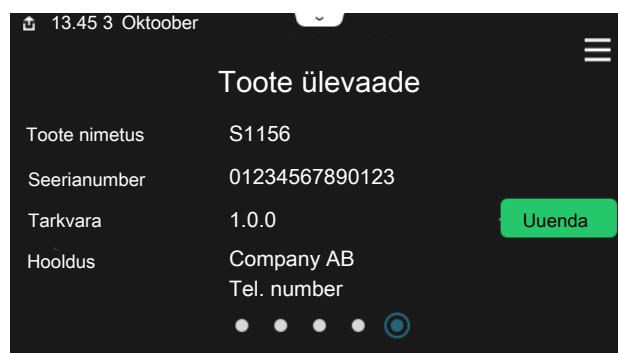 13.45 3 Oktoober
Toote ülevaade
Toote nimetus S1156
Seerianumber 01234567890123
Tarkvara 1.0.0 Uuenda
Hooldus Company AB
Tel. number